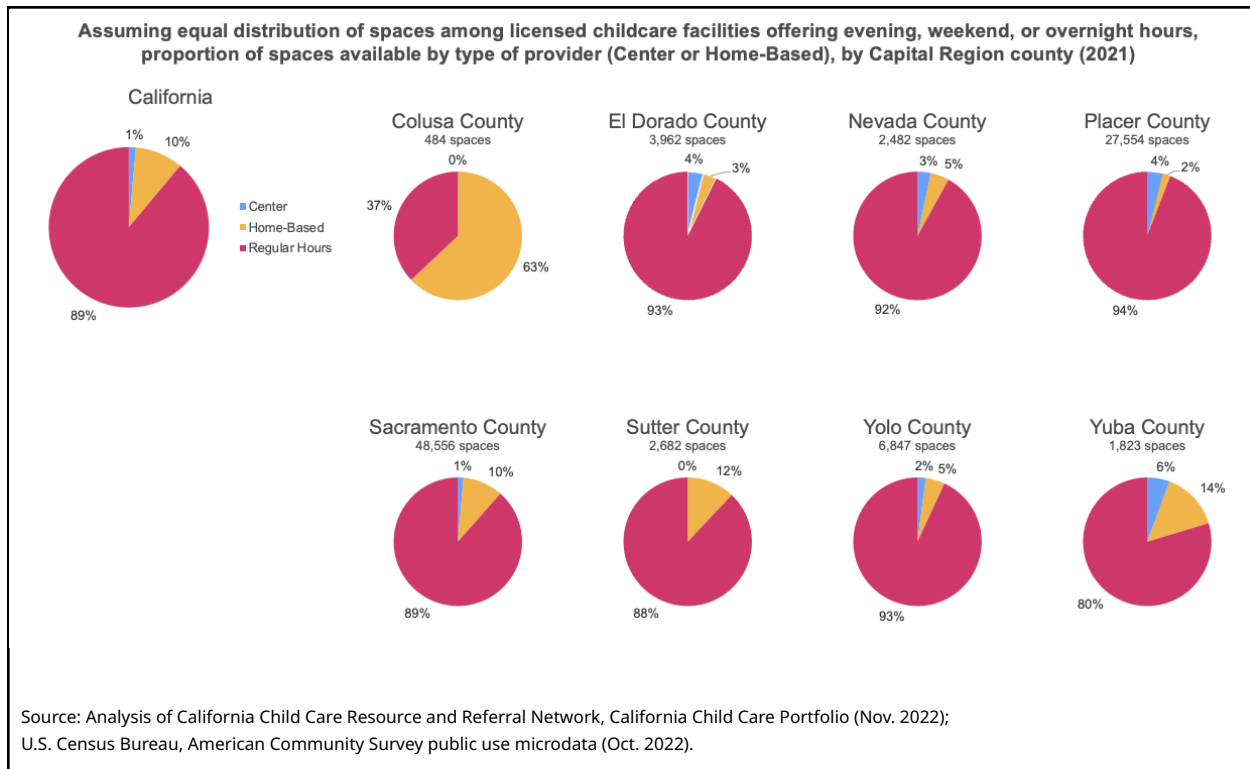 Assuming equal distribution of spaces among licensed childcare facilities offering evening, weekend, or overnight hours,
proportion of spaces available by type of provider (Center or Home-Based), by Capital Region county (2021)
California
1%
10%
89%
Center
Home-Based
Regular Hours
Colusa County
484 spaces
0%
37%
63%
El Dorado County
3,962 spaces
4%
3%
93%
Nevada County
2,482 spaces
3%
5%
92%
Placer County
27,554 spaces
4%
2%
94%
Sacramento County
48,556 spaces
1%
10%
89%
Sutter County
2,682 spaces
0%
12%
88%
Yolo County
6,847 spaces
2%
5%
93%
Yuba County
1,823 spaces
6%
14%
80%
Source: Analysis of California Child Care Resource and Referral Network, California Child Care Portfolio (Nov. 2022);
U.S. Census Bureau, American Community Survey public use microdata (Oct. 2022).